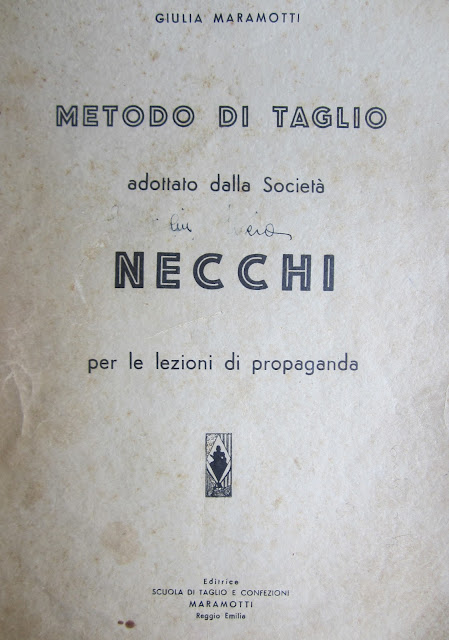 GIULIA MARAMOTTI
METODO DI TAGLIO
adottato dalla Società
NECCHI
per le lezioni di propaganda
Editrice
SCUOLA DI TAGLIO E CONFEZIONI
MARAMOTTI
Reggio Emilia